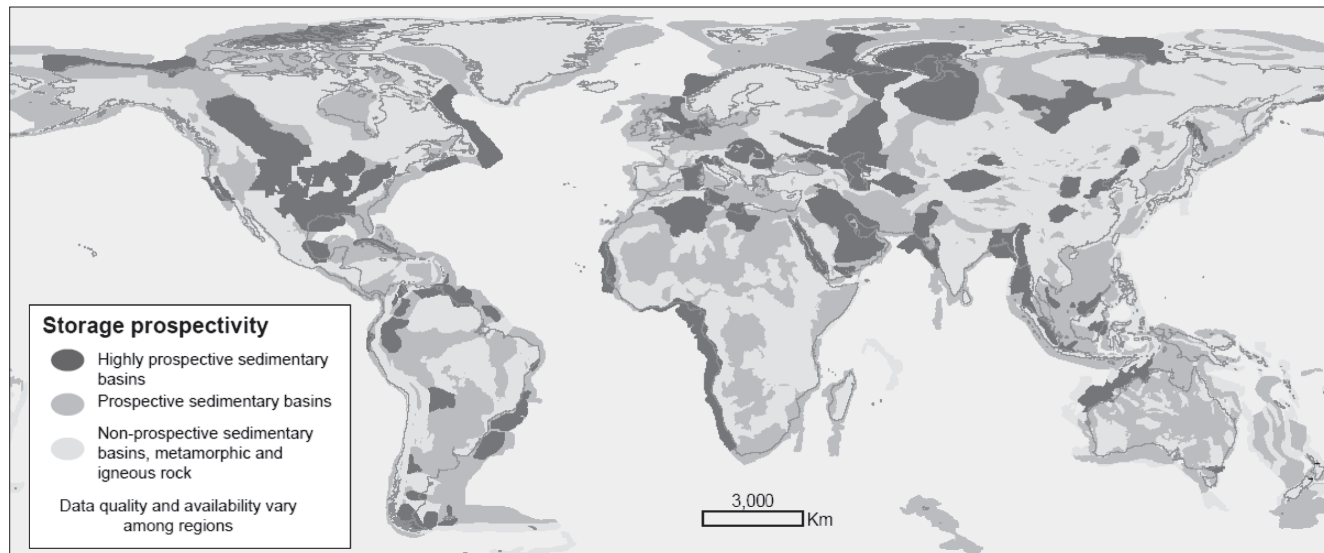 Storage prospectivity
Highly prospective sedimentary
basins
Prospective sedimentary basins
Non-prospective sedimentary
basins, metamorphic and
igneous rock
Data quality and availability vary
among regions
3,000
Km